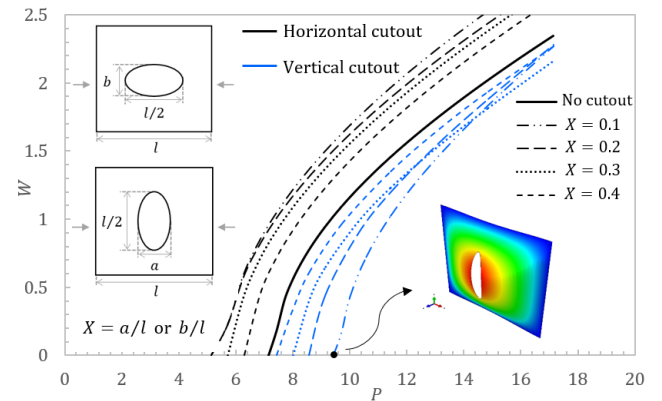 2.5
2
1.5
1
0.5
0
W
0 2 4 6 8 10 12 14 16 18 20
P
b
l/2
l
l/2
a
l
X = a/l or b/l
Horizontal cutout
Vertical cutout
No cutout
X = 0.1
X = 0.2
X = 0.3
X = 0.4